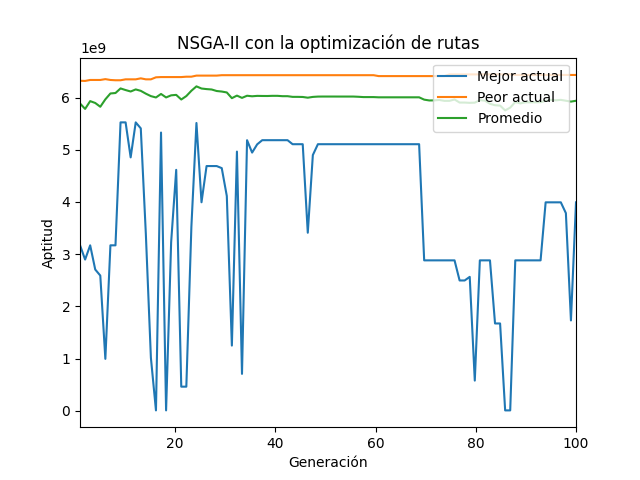 NSGA-II con la optimización de rutas
1e9
Mejor actual
Peor actual
Promedio
6
5
4
3
2
1
0
Aptitud
20
40
60
80
100
Generación